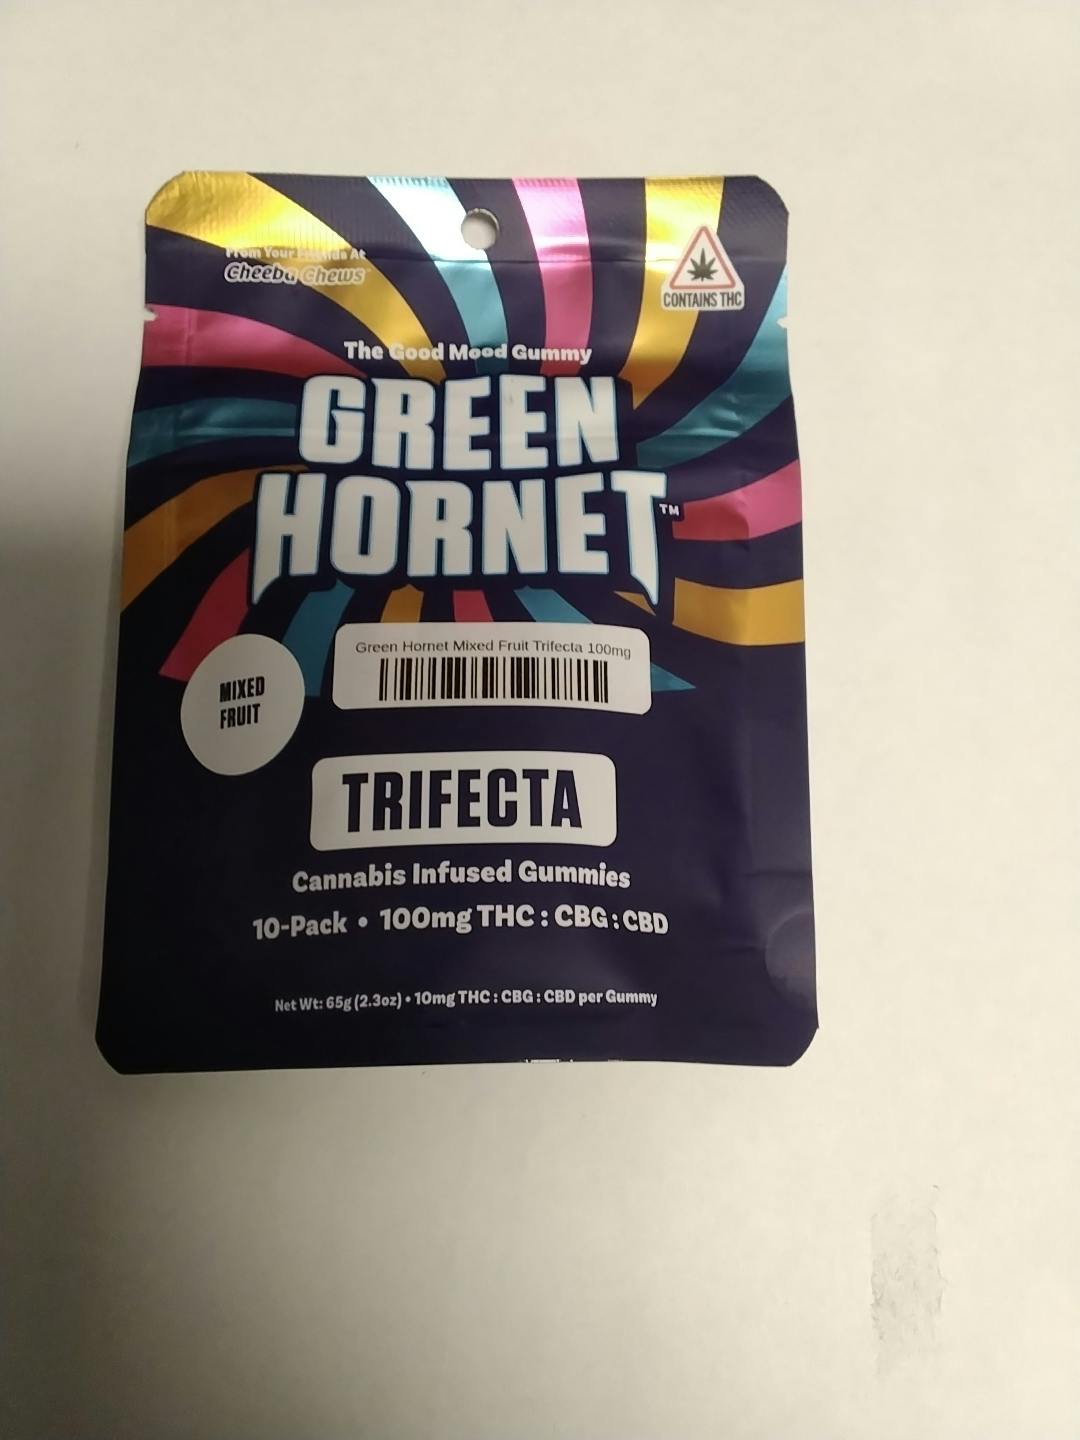 From Your Friends At
Cheeba Chews
CONTAINS THC
The Good Mood Gummy
GREEN
HORNET™
Green Hornet Mixed Fruit Trifecta 100mg
MIXED
FRUIT
TRIFECTA
Cannabis Infused Gummies
10-Pack • 100mg THC : CBG : CBD
Net Wt: 65g (2.3oz) • 10mg THC : CBG : CBD per Gummy